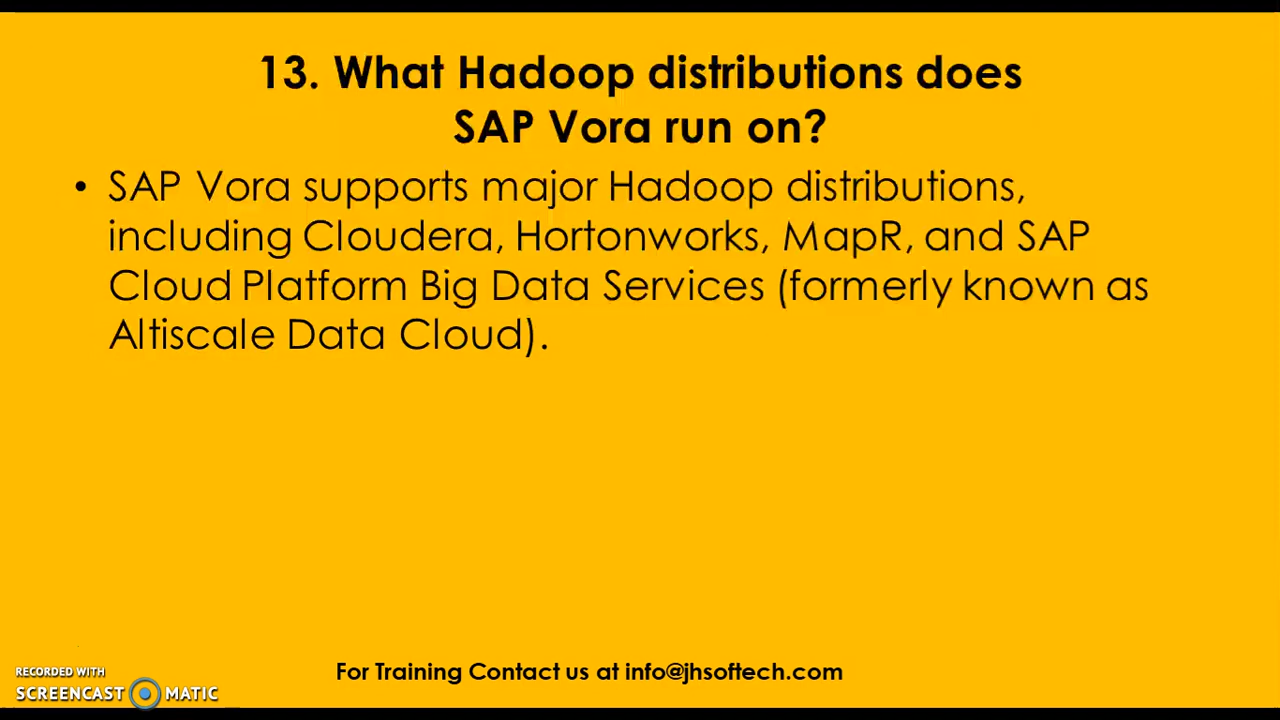 13. What Hadoop distributions does
SAP Vora run on?
• SAP Vora supports major Hadoop distributions,
including Cloudera, Hortonworks, MapR, and SAP
Cloud Platform Big Data Services (formerly known as
Altiscale Data Cloud).
For Training Contact us at info@jhsoftech.com
RECORDED WITH
SCREENCAST MATIC